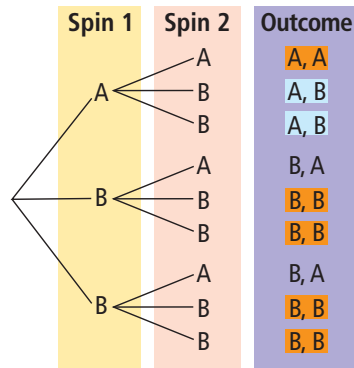 Spin 1 Spin 2 Outcome
A A, A
A B A, B
B A, B
A B, A
B B B, B
B B, B
A B, A
B B B, B
B B, B